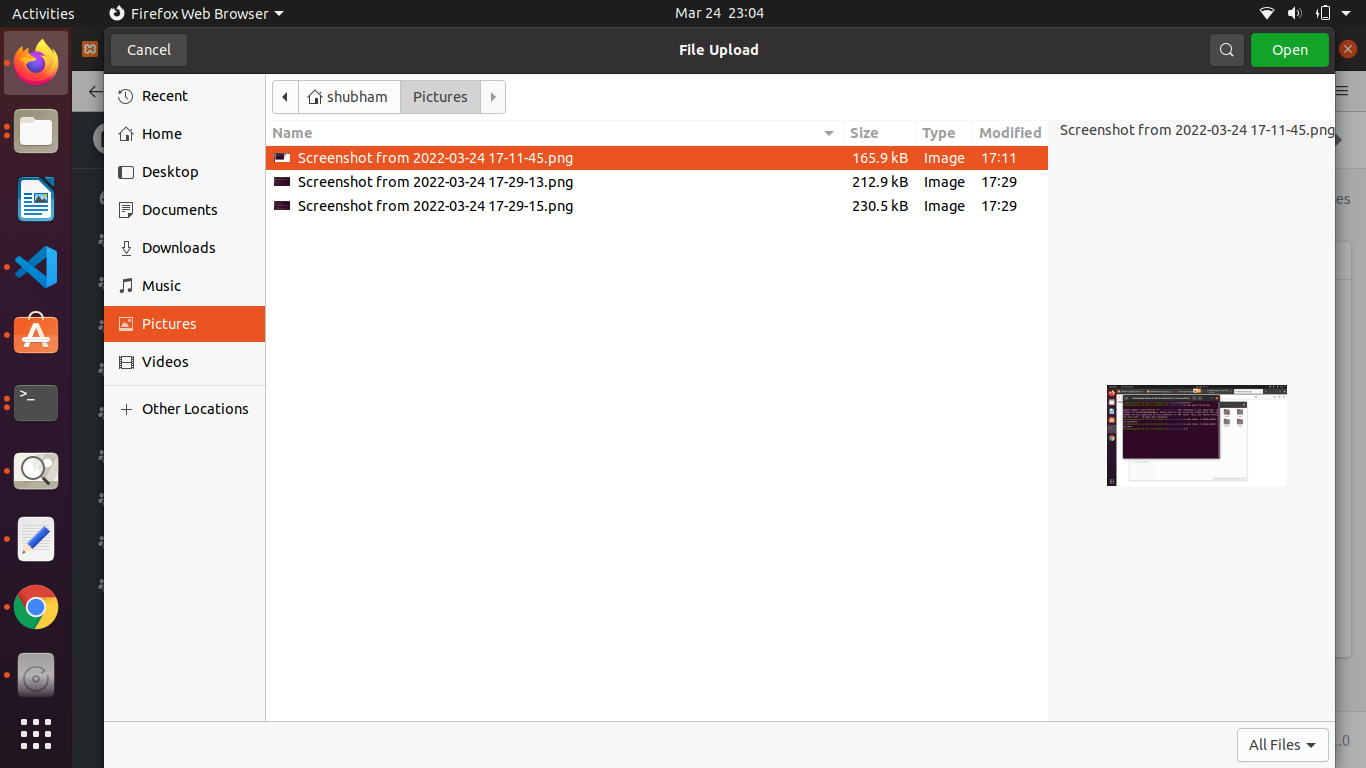 Activities Firefox Web Browser Mar 24 23:04
Cancel File Upload Open
Recent
Home
Desktop
Documents
Downloads
Music
Pictures
Videos
Other Locations
shubham Pictures
Name Size Type Modified
Screenshot from 2022-03-24 17-11-45.png 165.9 kB Image 17:11
Screenshot from 2022-03-24 17-29-13.png 212.9 kB Image 17:29
Screenshot from 2022-03-24 17-29-15.png 230.5 kB Image 17:29
Screenshot from 2022-03-24 17-11-45.png
All Files